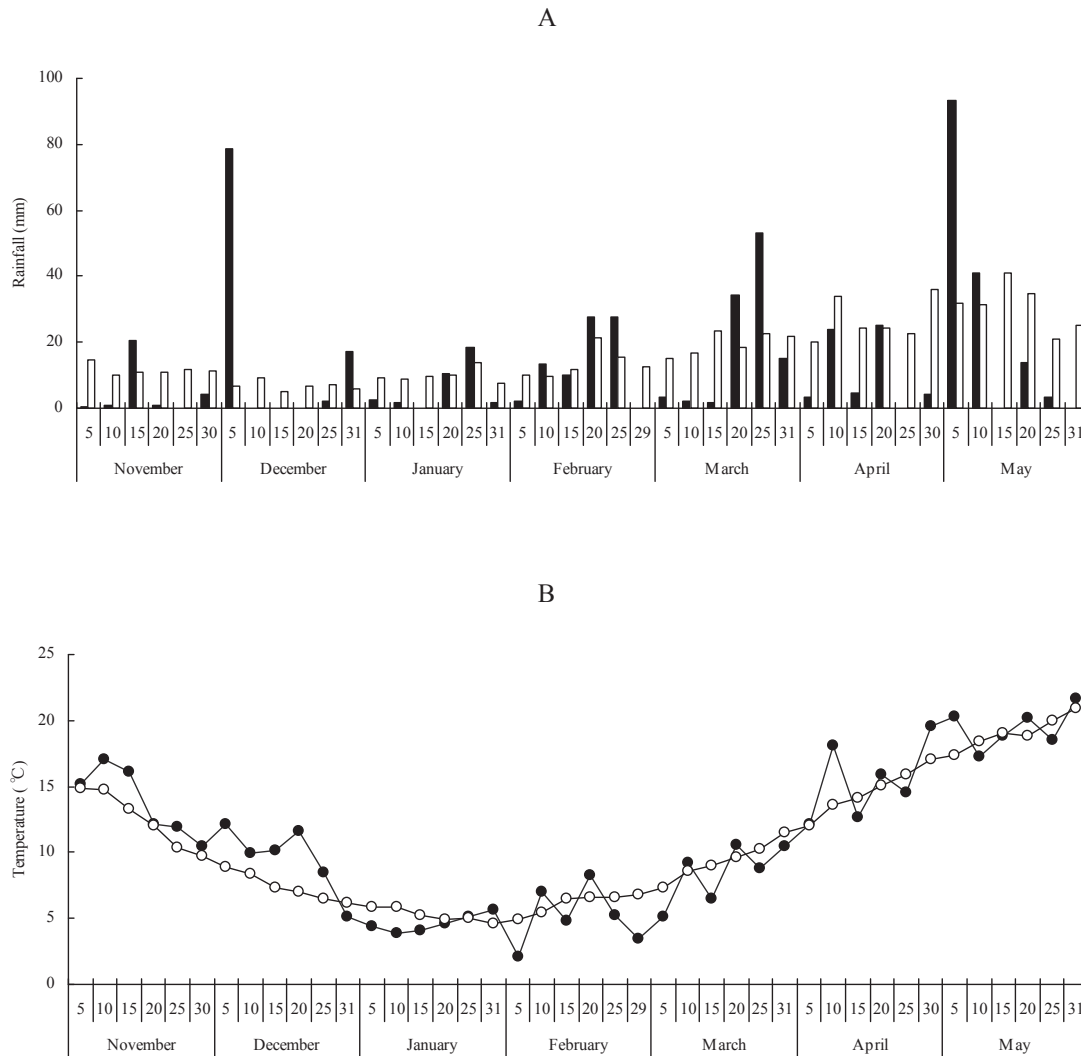 A
100
80
60
40
20
0
Rainfall (mm)
5 10 15 20 25 30 5 10 15 20 25 31 5 10 15 20 25 31 5 10 15 20 25 29 5 10 15 20 25 31 5 10 15 20 25 30 5 10 15 20 25 31
November December January February March April May
B
25
20
15
10
5
0
Temperature (℃)
5 10 15 20 25 30 5 10 15 20 25 31 5 10 15 20 25 31 5 10 15 20 25 29 5 10 15 20 25 31 5 10 15 20 25 30 5 10 15 20 25 31
November December January February March April May